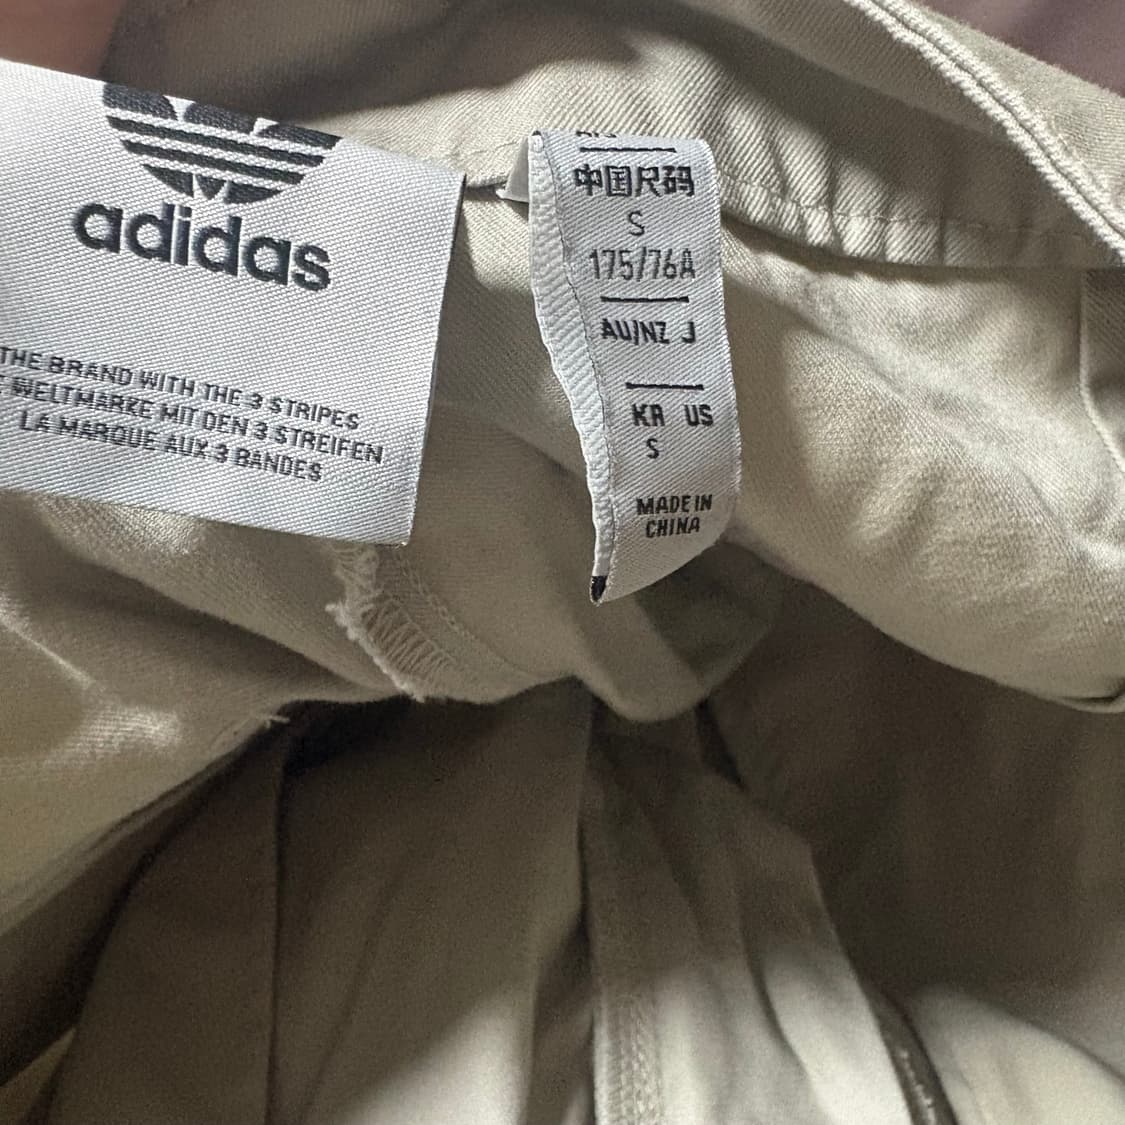 adidas
THE BRAND WITH THE 3 STRIPES
WELTMARKE MIT DEN 3 STREIFEN
LA MARQUE AUX 3 BANDES
中国尺码
S
175/76A
AU/NZ J
KR US
S
MADE IN
CHINA